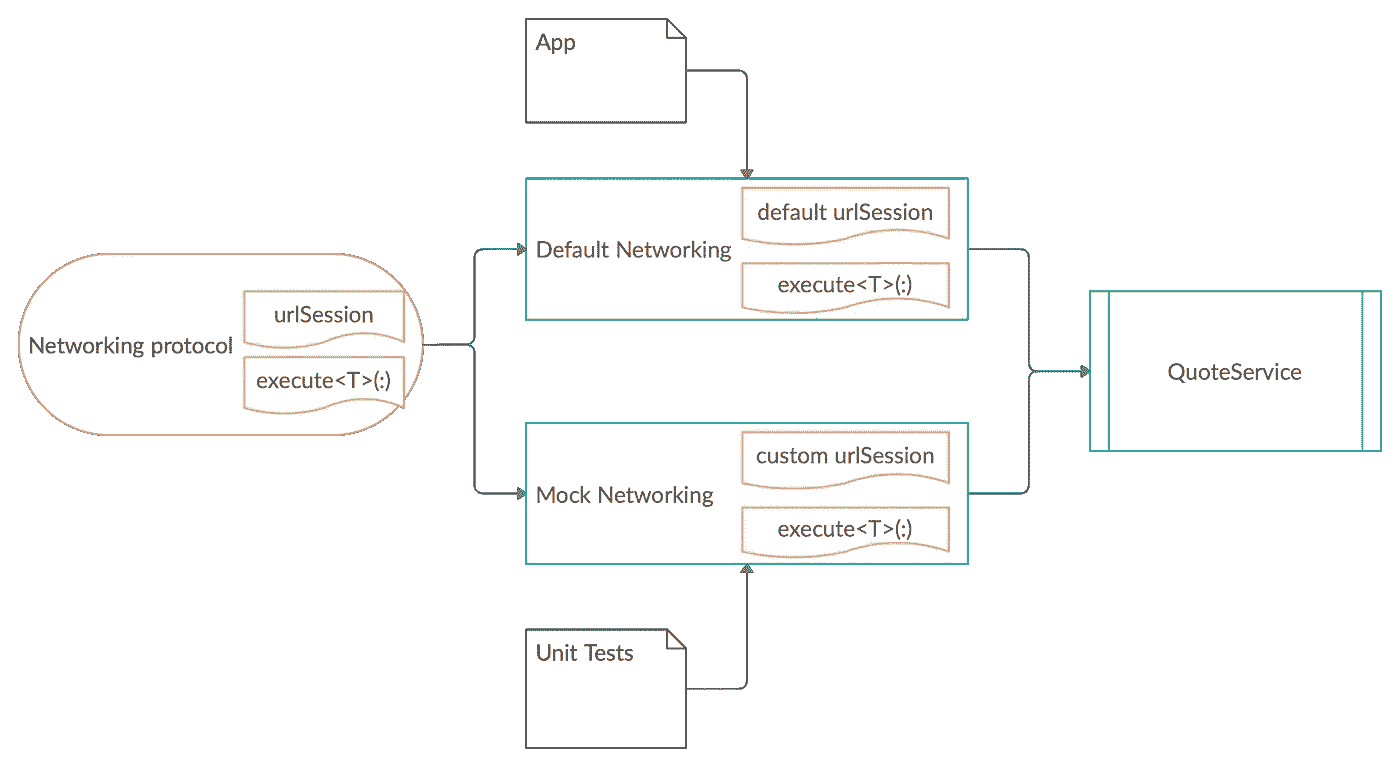 App
default urlSession
Default Networking
execute<T>(:)
urlSession
Networking protocol
execute<T>(:)
QuoteService
custom urlSession
Mock Networking
execute<T>(:)
Unit Tests